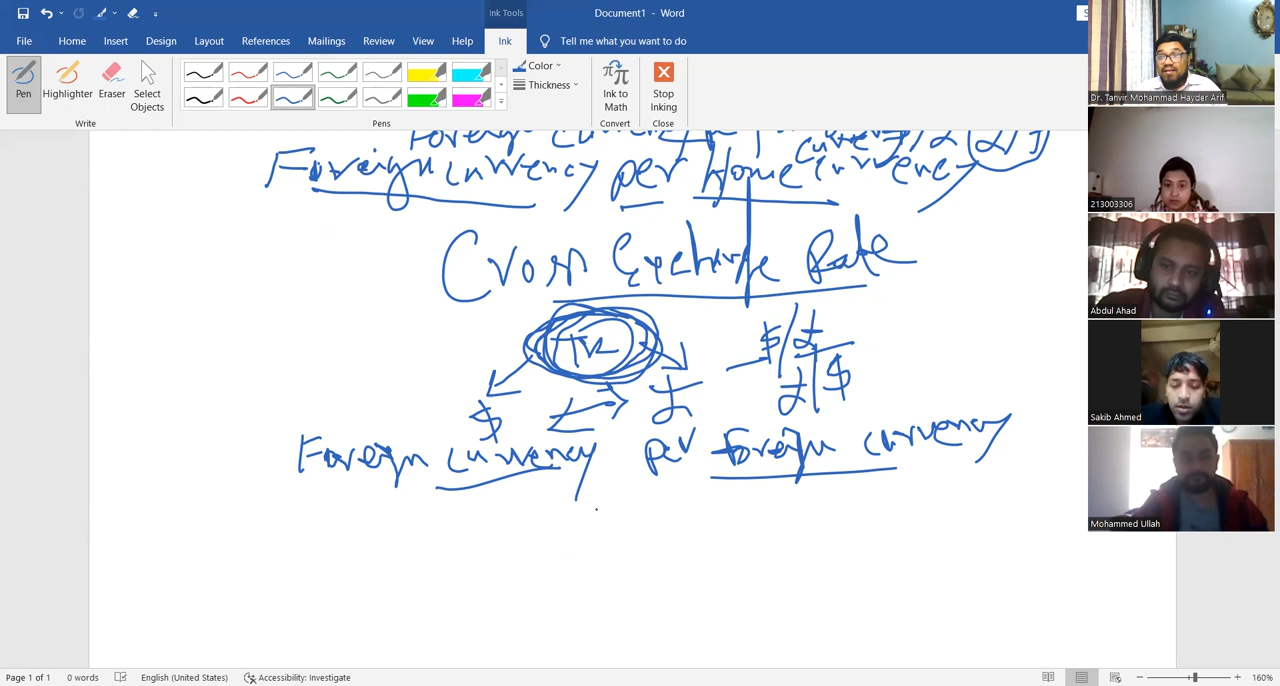 Ink Tools
Document1 - Word
File Home Insert Design Layout References Mailings Review View Help Ink Tell me what you want to do
Pen Highlighter Eraser Select Objects
Color
Thickness
Ink to Math
Stop Inking
Write Pens Convert Close
Dr. Tanvir Mohammad Hayder Arif
213003306
Abdul Ahad
Sakib Ahmed
Mohammed Ullah
Foreign
Foreign currency per Home currency
Cross Exchange Rate
TK
$/£
$ £ £/$
Foreign currency per foreign currency
Page 1 of 1 0 words English (United States) Accessibility: Investigate 160%